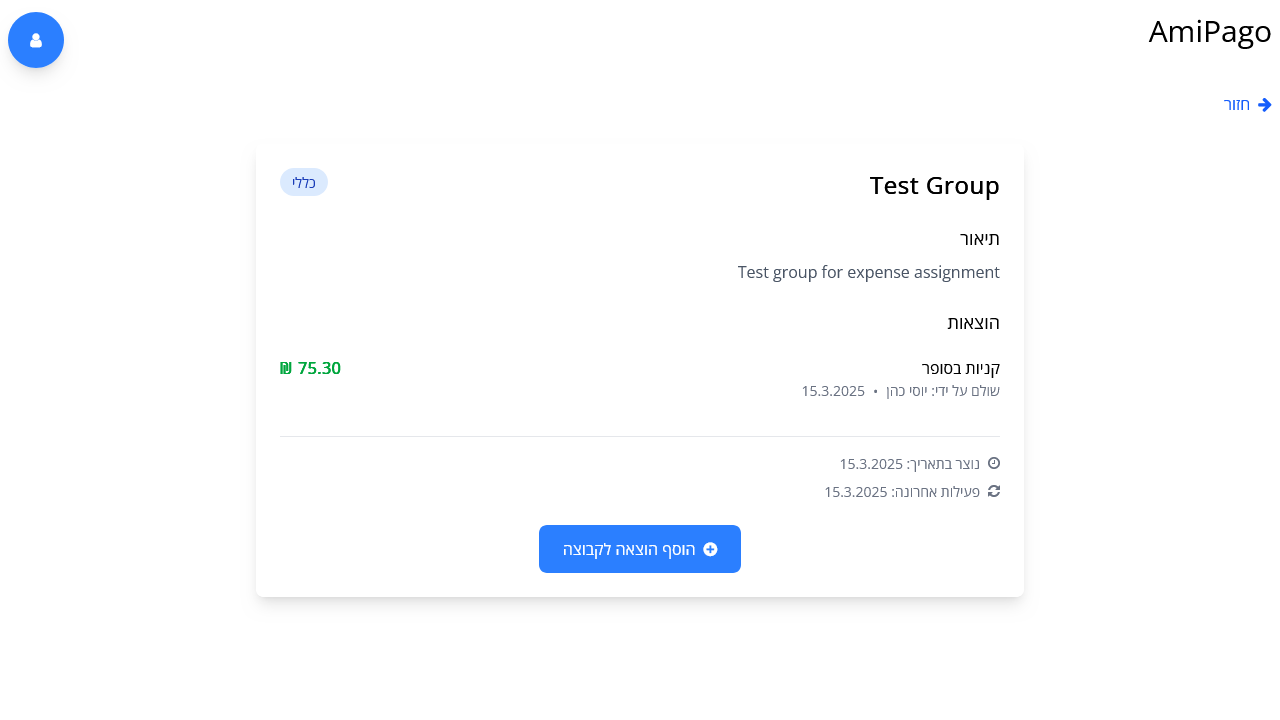 AmiPago
חזור
Test Group
כללי
תיאור
Test group for expense assignment
הוצאות
קניות בסופר
75.30 ₪
שולם על ידי: יוסי כהן • 15.3.2025
נוצר בתאריך: 15.3.2025
פעילות אחרונה: 15.3.2025
הוסף הוצאה לקבוצה